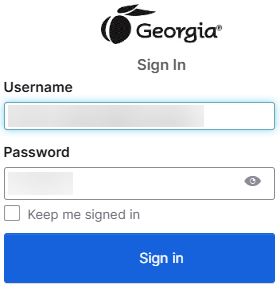 Georgia®
Sign In
Username
Password
Keep me signed in
Sign in